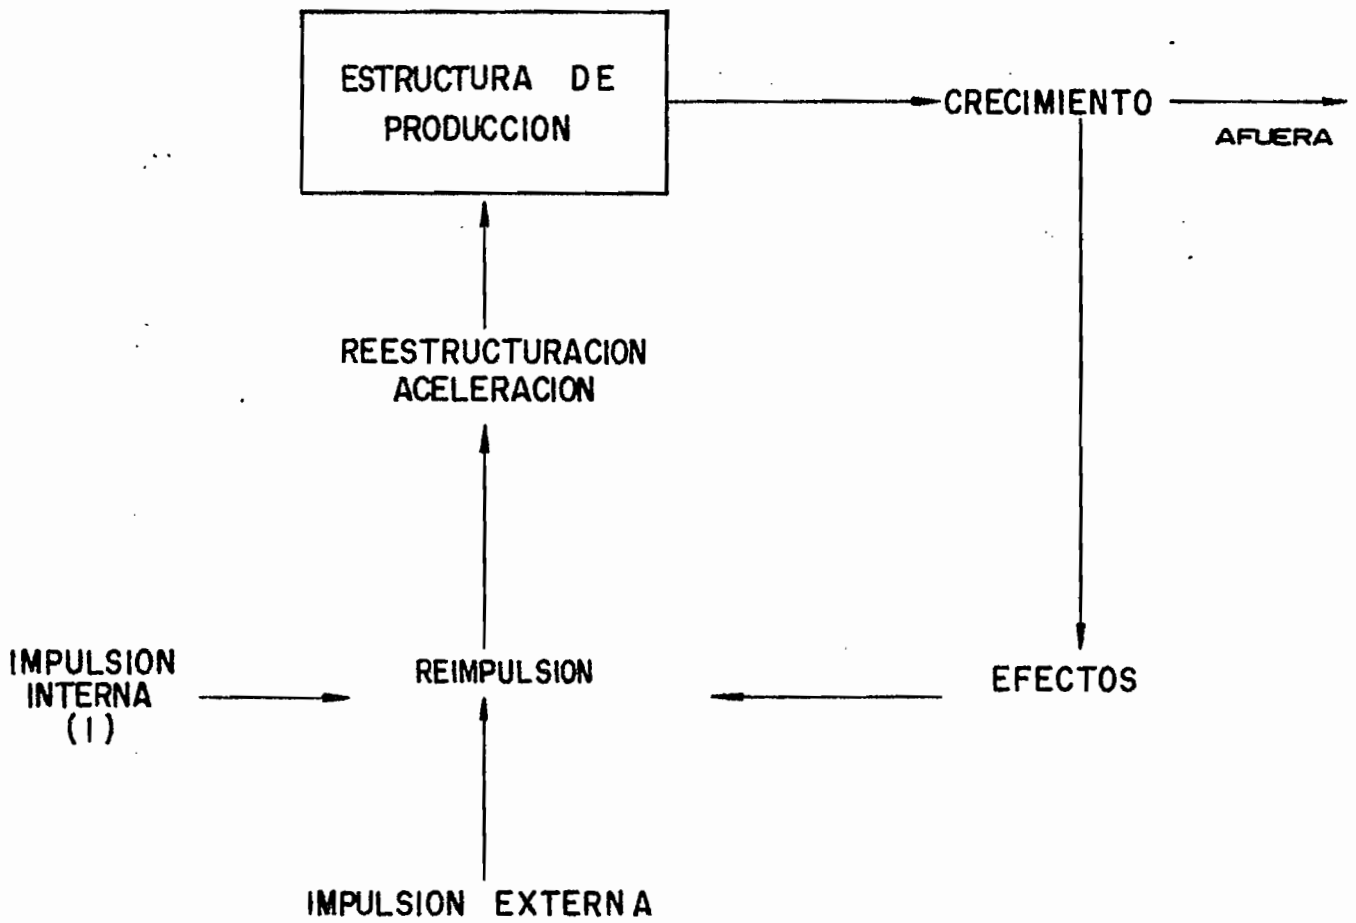 ESTRUCTURA DE
PRODUCCION
CRECIMIENTO
AFUERA
REESTRUCTURACION
ACELERACION
IMPULSION
INTERNA
(1)
REIMPULSION
EFECTOS
IMPULSION EXTERNA